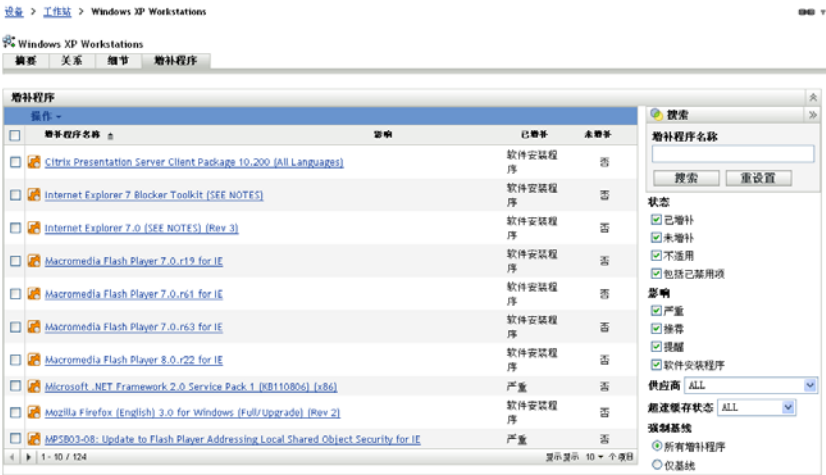 设备 > 工作站 > Windows XP Workstations
Windows XP Workstations
摘要 关系 细节 增补程序
增补程序
操作
增补程序名称 影响 已增补 未增补
Citrix Presentation Server Client Package 10.200 (All Languages) 软件安装程序 否
Internet Explorer 7 Blocker Toolkit (SEE NOTES) 软件安装程序 否
Internet Explorer 7.0 (SEE NOTES) (Rev 3) 软件安装程序 否
Macromedia Flash Player 7.0.r19 for IE 软件安装程序 否
Macromedia Flash Player 7.0.r61 for IE 软件安装程序 否
Macromedia Flash Player 7.0.r63 for IE 软件安装程序 否
Macromedia Flash Player 8.0.r22 for IE 软件安装程序 否
Microsoft .NET Framework 2.0 Service Pack 1 (KB110806) (x86) 严重 否
Mozilla Firefox (English) 3.0 for Windows (Full/Upgrade) (Rev 2) 软件安装程序 否
MPSB03-08: Update to Flash Player Addressing Local Shared Object Security for IE 严重 否
1 - 10 / 124 显示显示 10 个项目
搜索
增补程序名称
搜索 重设置
状态
已增补
未增补
不适用
包括已禁用项
影响
严重
推荐
提醒
软件安装程序
供应商 ALL
超速缓存状态 ALL
强制基线
所有增补程序
仅基线